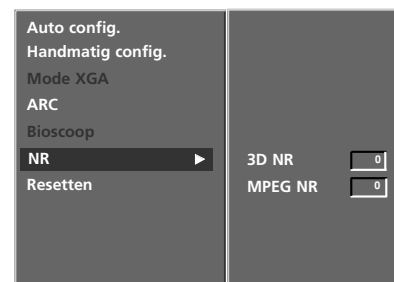 Auto config.
Handmatig config.
Mode XGA
ARC
Bioscoop
NR
Resetten
3D NR 0
MPEG NR 0